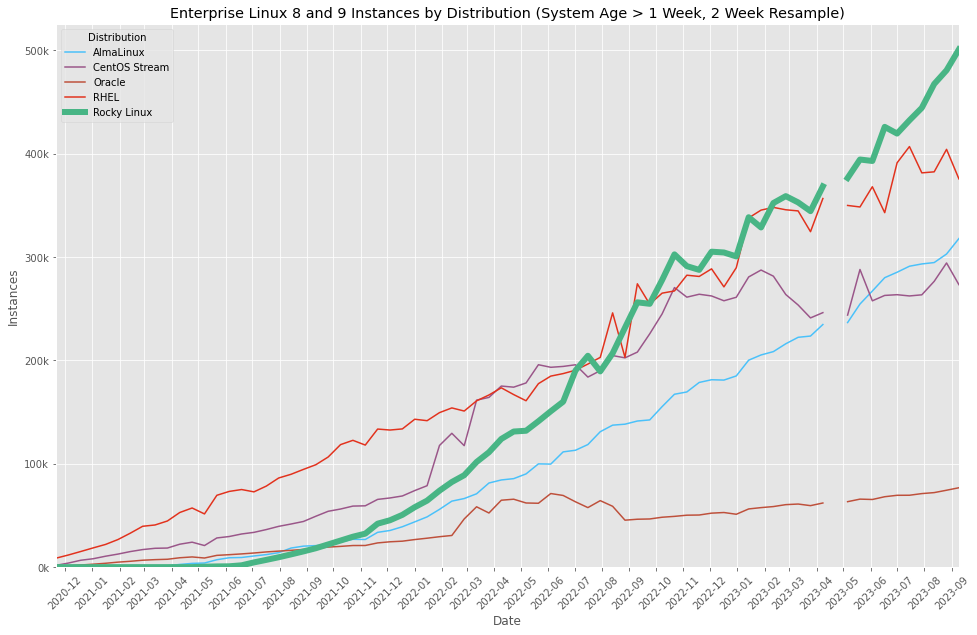 Enterprise Linux 8 and 9 Instances by Distribution (System Age > 1 Week, 2 Week Resample)
Distribution
AlmaLinux
CentOS Stream
Oracle
RHEL
Rocky Linux
500k
400k
300k
200k
100k
0k
Instances
2020-12
2021-01
2021-02
2021-03
2021-04
2021-05
2021-06
2021-07
2021-08
2021-09
2021-10
2021-11
2021-12
2022-01
2022-02
2022-03
2022-04
2022-05
2022-06
2022-07
2022-08
2022-09
2022-10
2022-11
2022-12
2023-01
2023-02
2023-03
2023-04
2023-05
2023-06
2023-07
2023-08
2023-09
Date